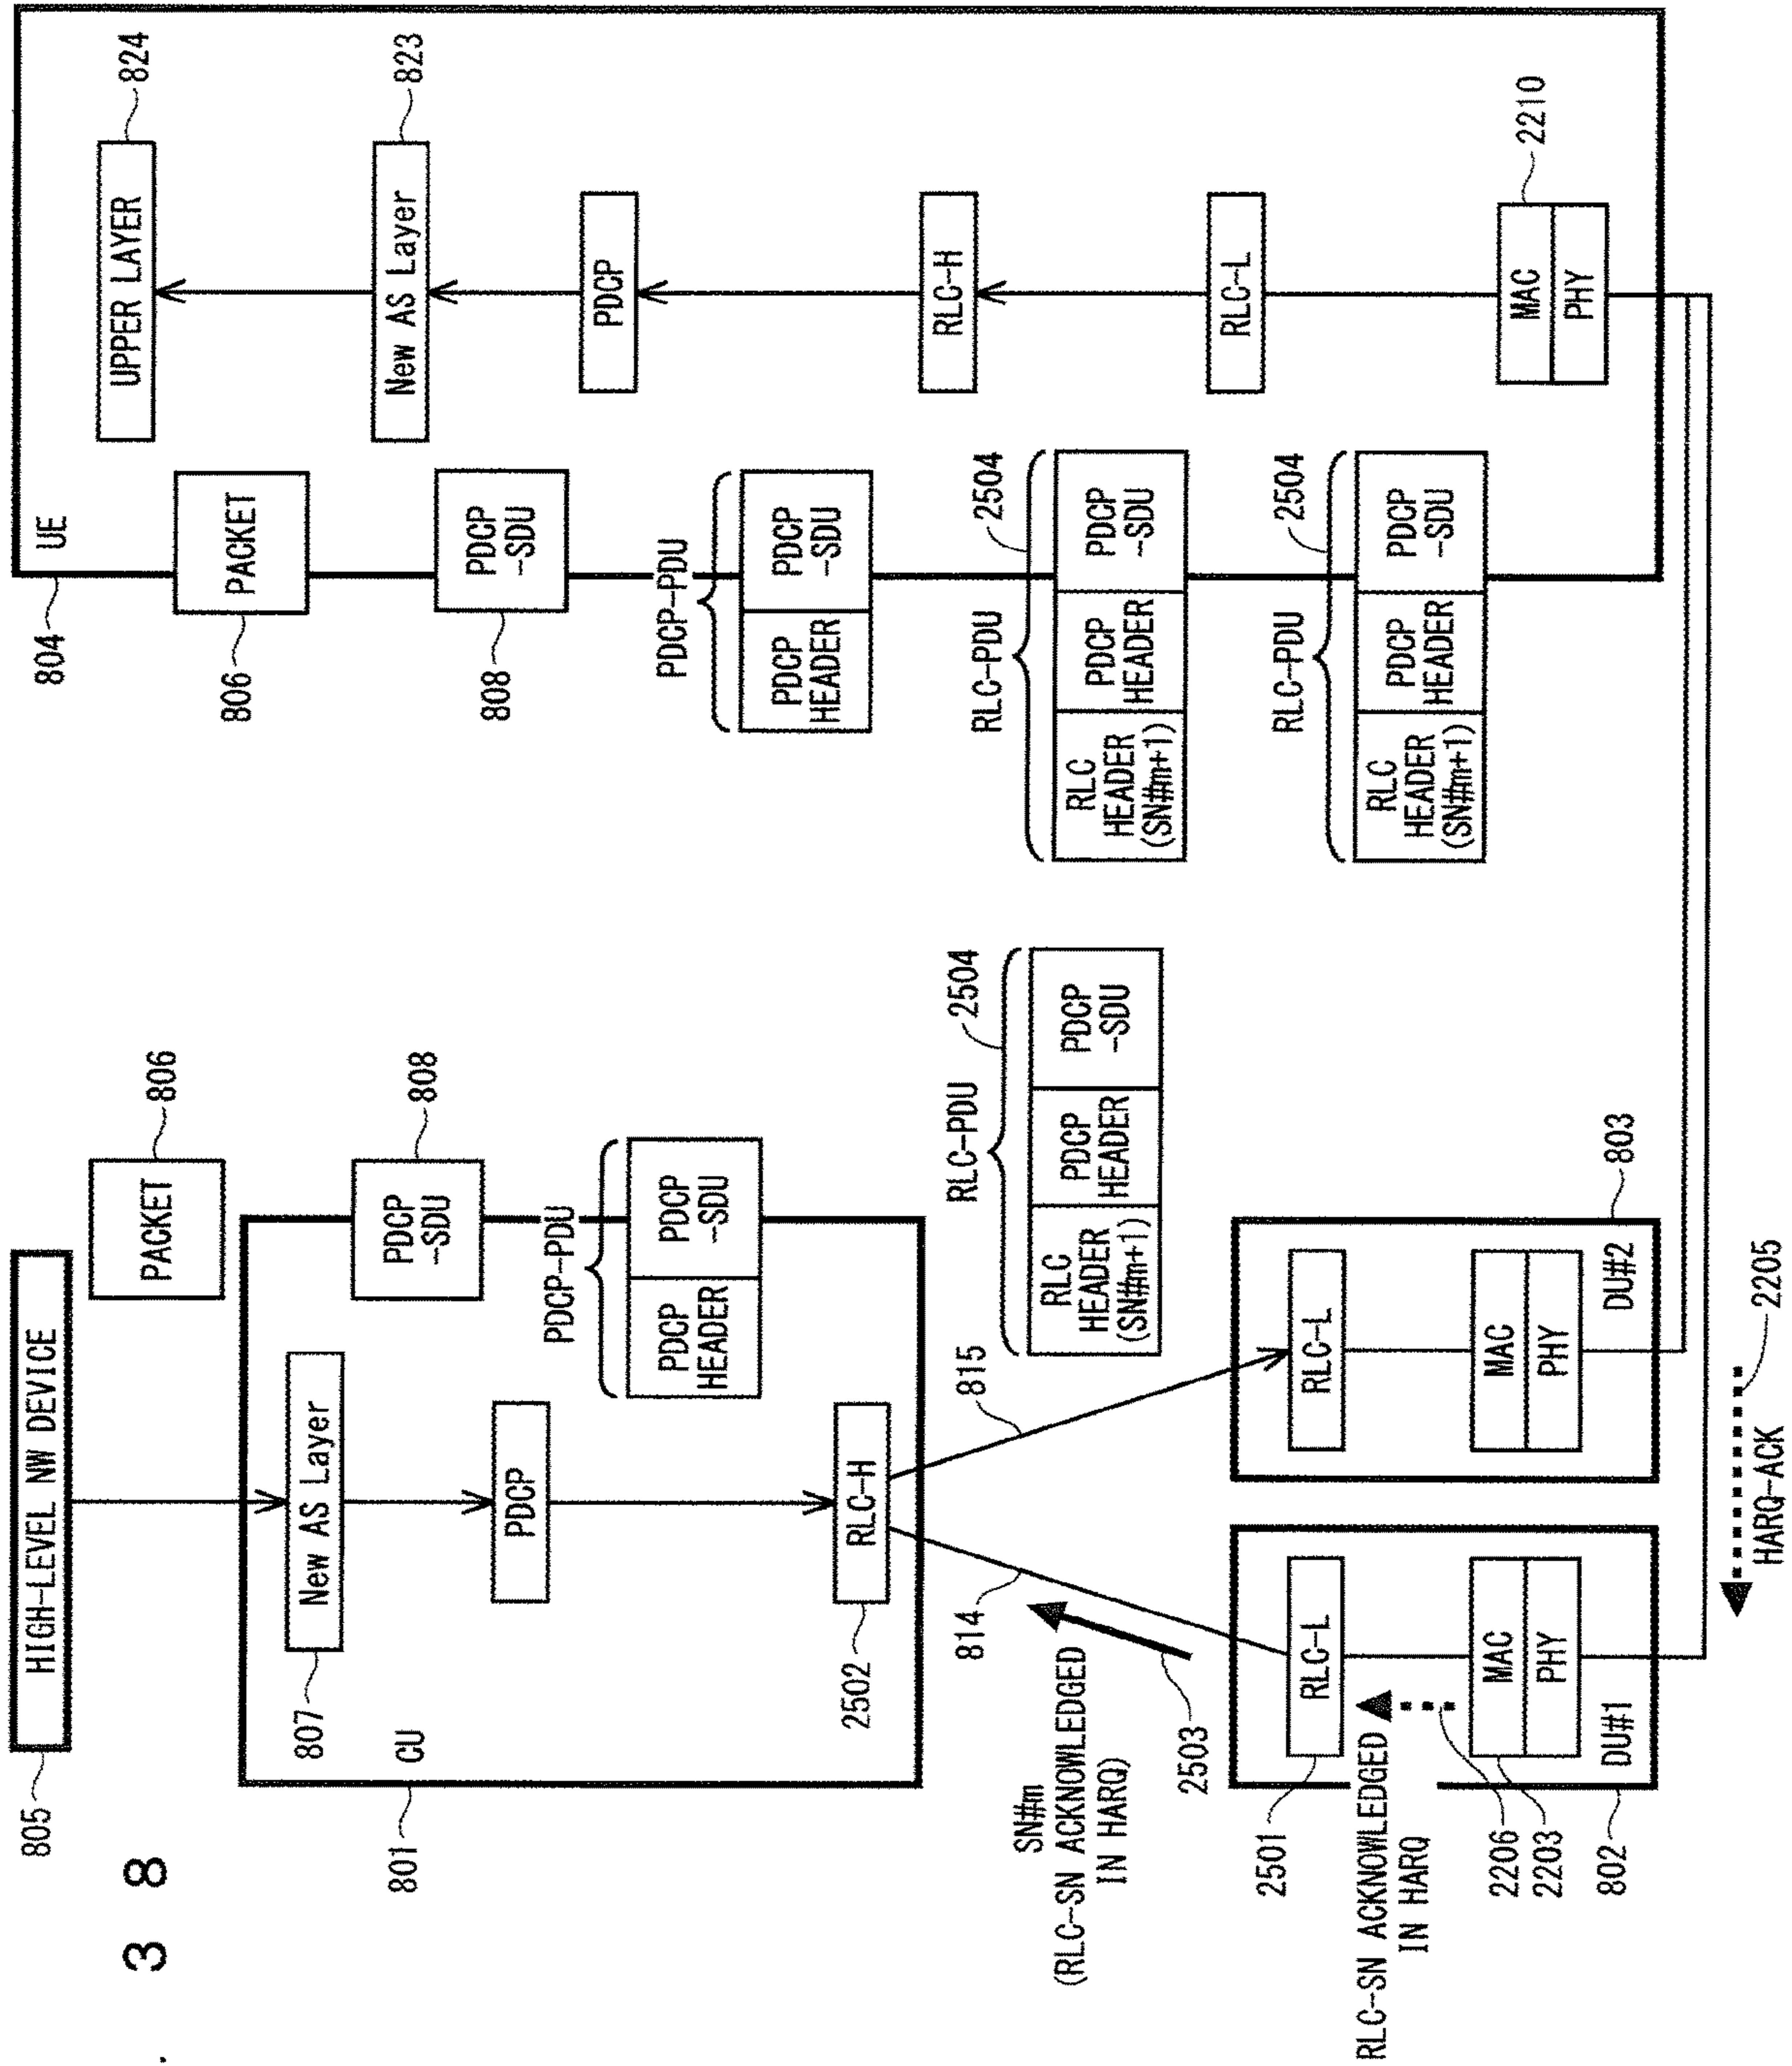 . 3 8
805
HIGH-LEVEL NW DEVICE
PACKET
806
801
CU
807
New AS Layer
PDCP
-SDU
808
PDCP
PDCP-PDU
PDCP
HEADER
PDCP
-SDU
2502
RLC-H
SN#m
(RLC-SN ACKNOWLEDGED
IN HARQ)
2503
814
815
RLC-PDU
2504
RLC
HEADER
(SN#m+1)
PDCP
HEADER
PDCP
-SDU
2501
RLC-L
RLC-SN ACKNOWLEDGED
IN HARQ
2206
2203
802
MAC
PHY
DU#1
RLC-L
MAC
PHY
DU#2
803
HARQ-ACK
2205
804
UE
UPPER LAYER
824
806
PACKET
New AS Layer
823
808
PDCP
-SDU
PDCP
PDCP-PDU
PDCP
HEADER
PDCP
-SDU
RLC-H
RLC-PDU
2504
RLC
HEADER
(SN#m+1)
PDCP
HEADER
PDCP
-SDU
RLC-L
RLC-PDU
2504
RLC
HEADER
(SN#m+1)
PDCP
HEADER
PDCP
-SDU
MAC
PHY
2210